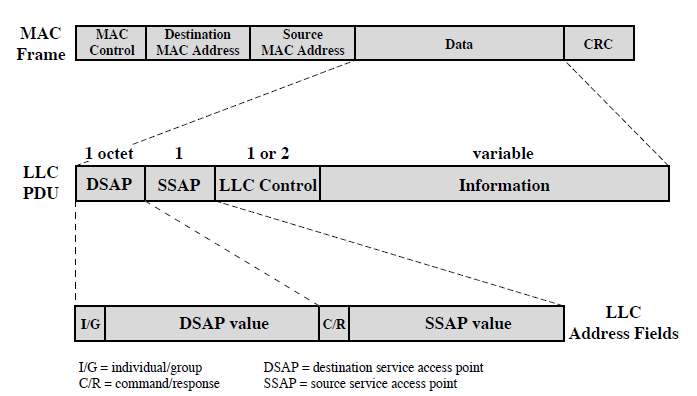 MAC Frame
MAC Control
Destination MAC Address
Source MAC Address
Data
CRC
1 octet
1
1 or 2
variable
LLC PDU
DSAP
SSAP
LLC Control
Information
I/G
DSAP value
C/R
SSAP value
LLC Address Fields
I/G = individual/group
DSAP = destination service access point
C/R = command/response
SSAP = source service access point